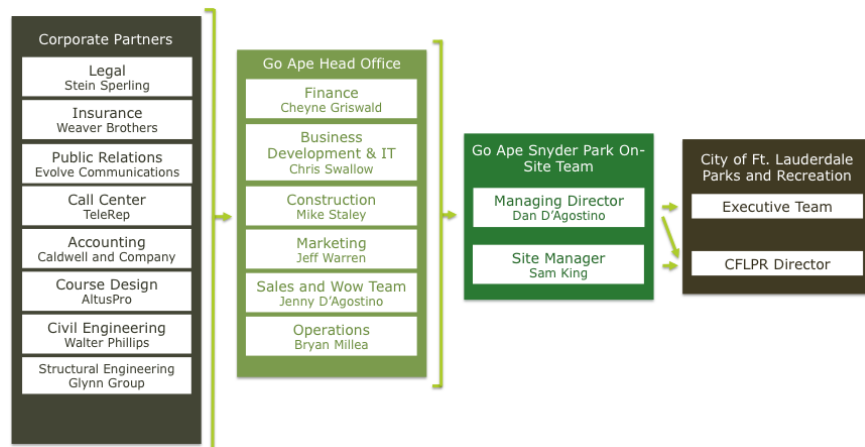 Corporate Partners
Legal
Stein Sperling
Insurance
Weaver Brothers
Public Relations
Evolve Communications
Call Center
TeleRep
Accounting
Caldwell and Company
Course Design
AltusPro
Civil Engineering
Walter Phillips
Structural Engineering
Glynn Group
Go Ape Head Office
Finance
Cheyne Griswald
Business
Development & IT
Chris Swallow
Construction
Mike Staley
Marketing
Jeff Warren
Sales and Wow Team
Jenny D’Agostino
Operations
Bryan Millea
Go Ape Snyder Park On-
Site Team
Managing Director
Dan D’Agostino
Site Manager
Sam King
City of Ft. Lauderdale
Parks and Recreation
Executive Team
CFLPR Director